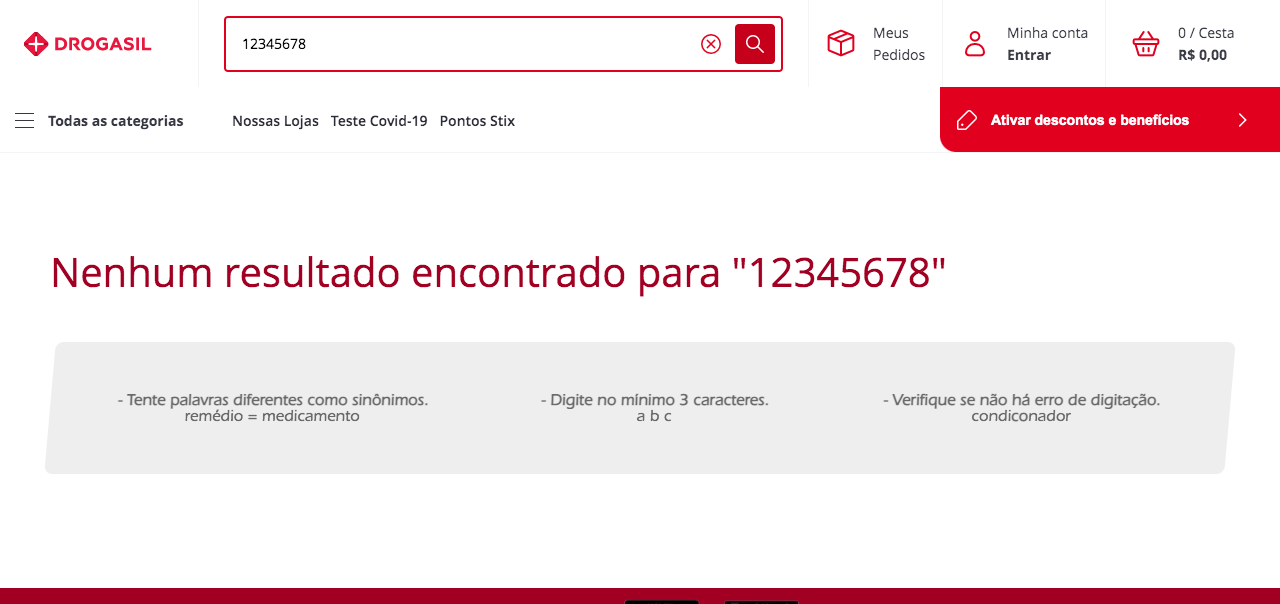 DROGASIL
12345678
Meus
Pedidos
Minha conta
Entrar
0 / Cesta
R$ 0,00
Todas as categorias
Nossas Lojas
Teste Covid-19
Pontos Stix
Ativar descontos e benefícios
Nenhum resultado encontrado para "12345678"
- Tente palavras diferentes como sinônimos.
remédio = medicamento
- Digite no mínimo 3 caracteres.
a b c
- Verifique se não há erro de digitação.
condiconador